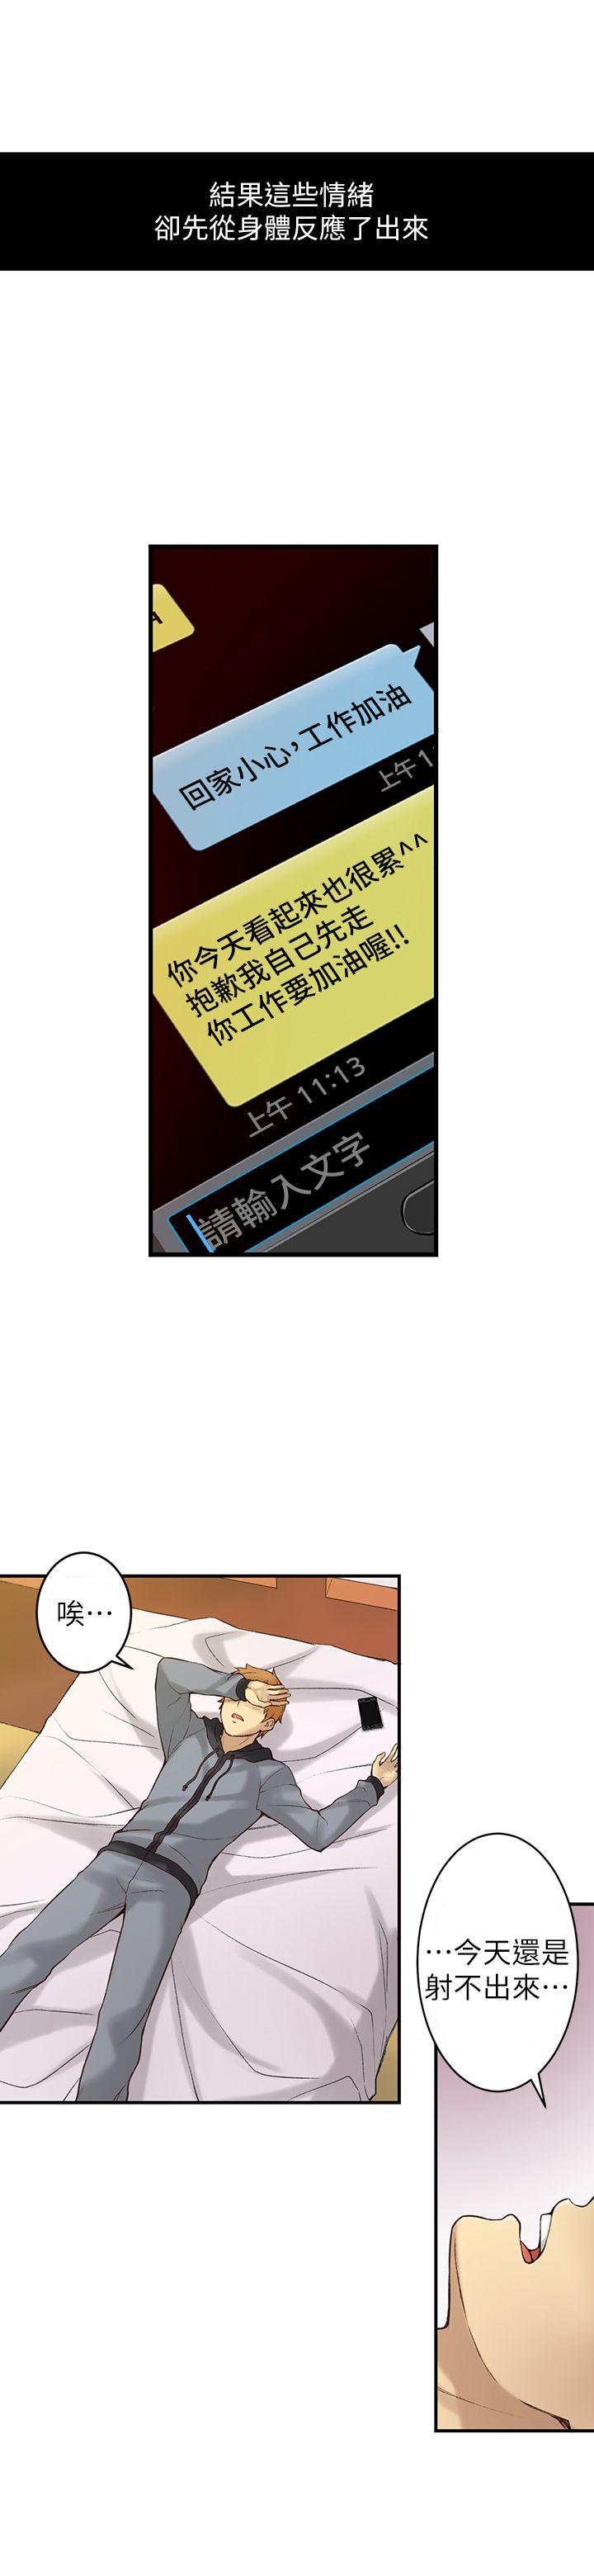 結果這些情緒
卻先從身體反應了出來
回家小心，工作加油
上午 1
你今天看起來也很累^^
抱歉我自己先走
你工作要加油喔!!
上午 11:13
請輸入文字
唉…
…今天還是
射不出來…